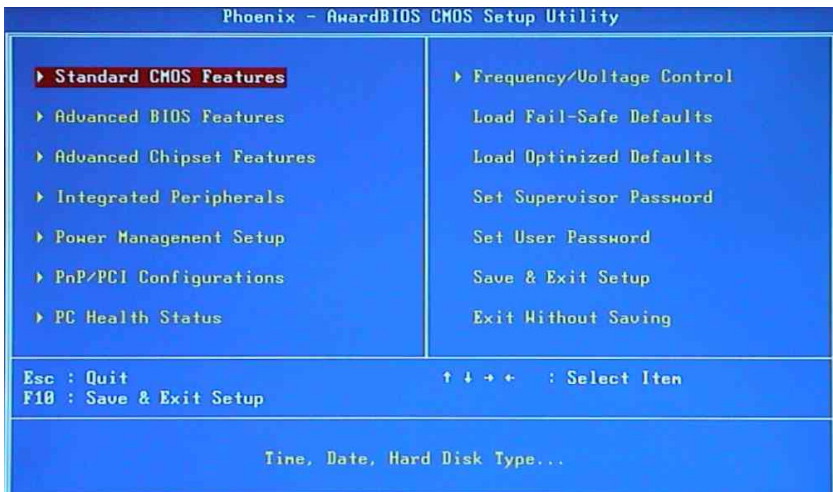 Phoenix - AwardBIOS CMOS Setup Utility
Standard CMOS Features
Advanced BIOS Features
Advanced Chipset Features
Integrated Peripherals
Power Management Setup
PnP/PCI Configurations
PC Health Status
Frequency/Voltage Control
Load Fail-Safe Defaults
Load Optimized Defaults
Set Supervisor Password
Set User Password
Save & Exit Setup
Exit Without Saving
Esc : Quit
F10 : Save & Exit Setup
↑ ↓ → ← : Select Item
Time, Date, Hard Disk Type...